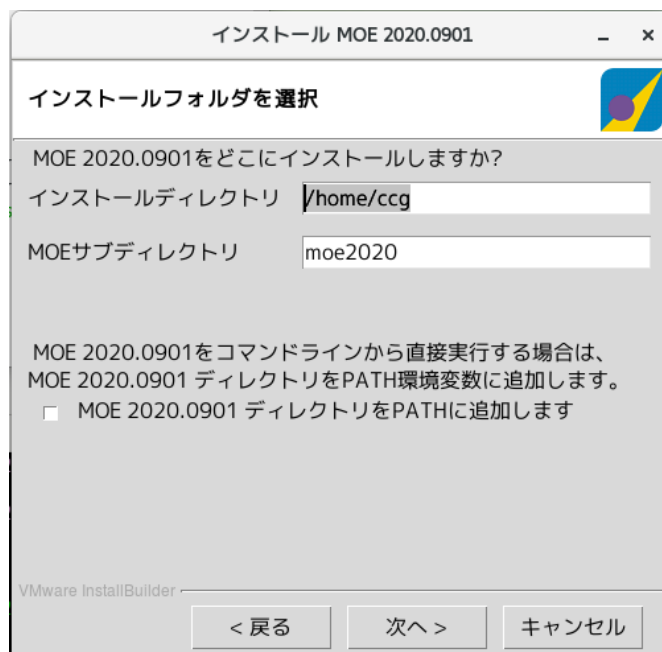 インストール MOE 2020.0901
インストールフォルダを選択
MOE 2020.0901をどこにインストールしますか?
インストールディレクトリ /home/ccg
MOEサブディレクトリ moe2020
MOE 2020.0901をコマンドラインから直接実行する場合は、
MOE 2020.0901 ディレクトリをPATH環境変数に追加します。
MOE 2020.0901 ディレクトリをPATHに追加します
VMware InstallBuilder
< 戻る 次へ > キャンセル